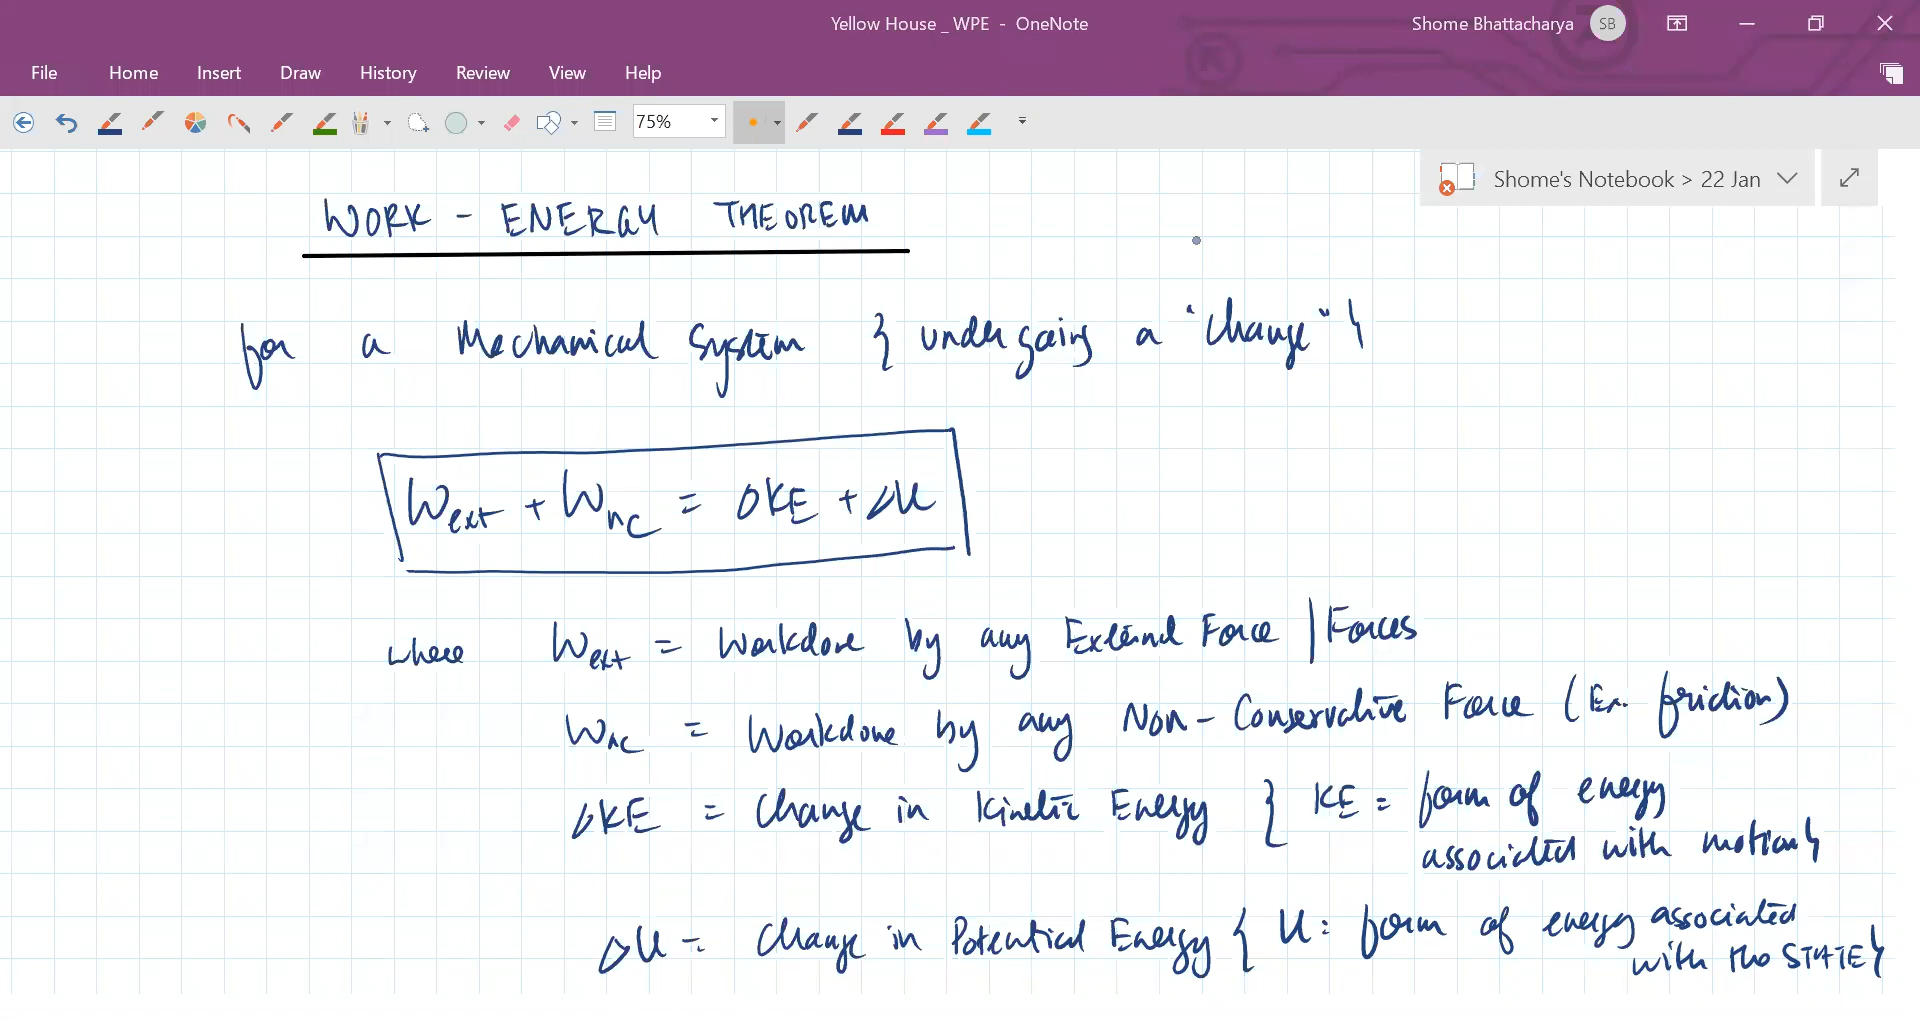 Yellow House _ WPE - OneNote
Shome Bhattacharya SB
File Home Insert Draw History Review View Help
75%
Shome's Notebook > 22 Jan
WORK - ENERGY THEOREM
for a Mechanical System { undergoing a "change" }
Wext + Wnc = ΔKE + ΔU
where Wext = Workdone by any External Force | Forces
Wnc = Workdone by any Non-Conservative Force (Ex. friction)
ΔKE = Change in Kinetic Energy { KE = form of energy
associated with motion }
ΔU = Change in Potential Energy { U : form of energy associated
with the STATE }